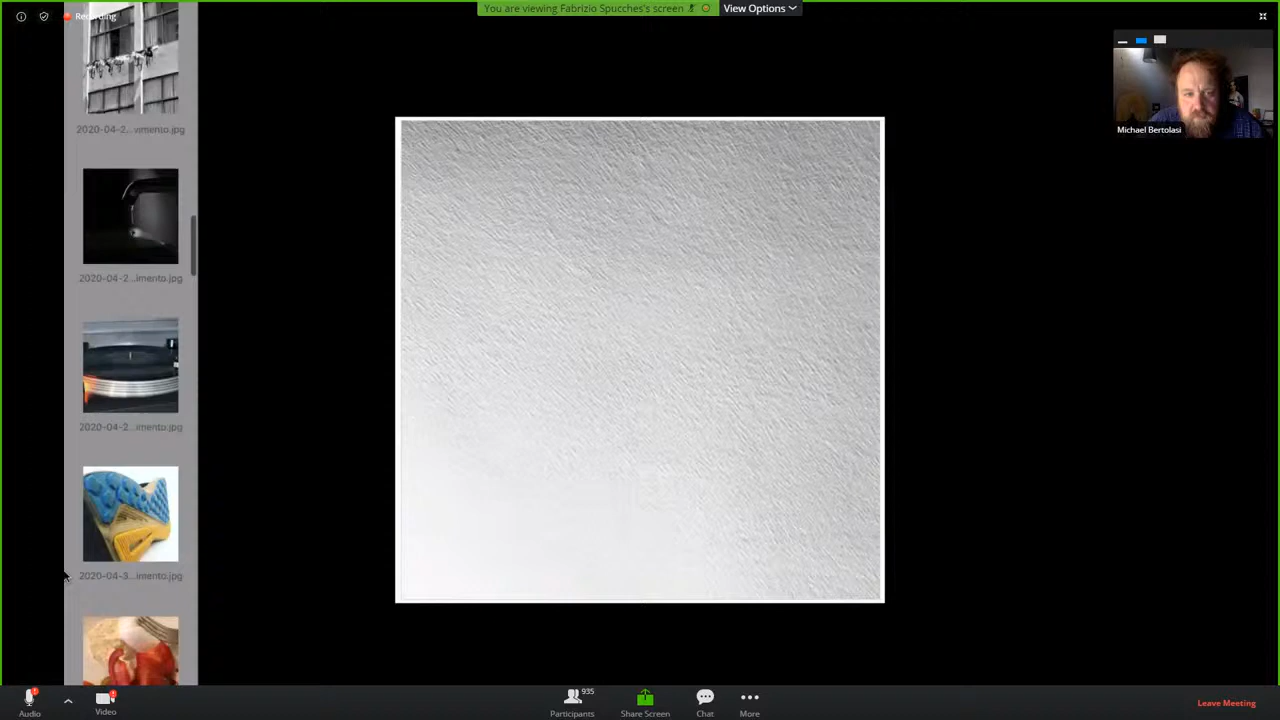 Recording
You are viewing Fabrizio Spucches's screen
View Options
Michael Bertolasi
2020-04-2...vimento.jpg
2020-04-2...imento.jpg
2020-04-2...imento.jpg
2020-04-3...imento.jpg
Audio
Video
935
Participants
Share Screen
Chat
More
Leave Meeting